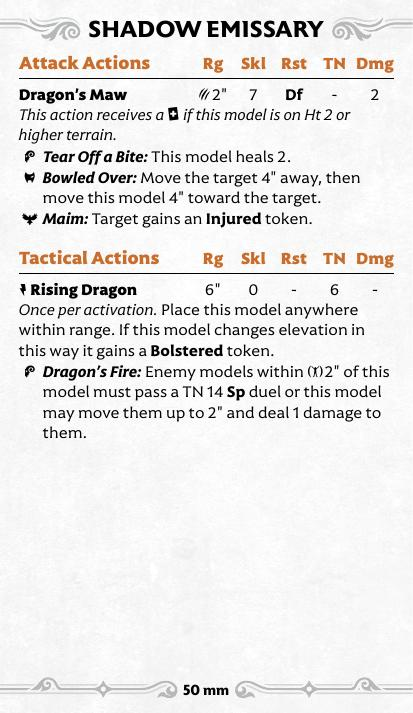 SHADOW EMISSARY
Attack Actions Rg Skl Rst TN Dmg
Dragon's Maw 2" 7 Df - 2
This action receives a if this model is on Ht 2 or
higher terrain.
Tear Off a Bite: This model heals 2.
Bowled Over: Move the target 4" away, then
move this model 4" toward the target.
Maim: Target gains an Injured token.
Tactical Actions Rg Skl Rst TN Dmg
Rising Dragon 6" 0 - 6 -
Once per activation. Place this model anywhere
within range. If this model changes elevation in
this way it gains a Bolstered token.
Dragon's Fire: Enemy models within 2" of this
model must pass a TN 14 Sp duel or this model
may move them up to 2" and deal 1 damage to
them.
50 mm